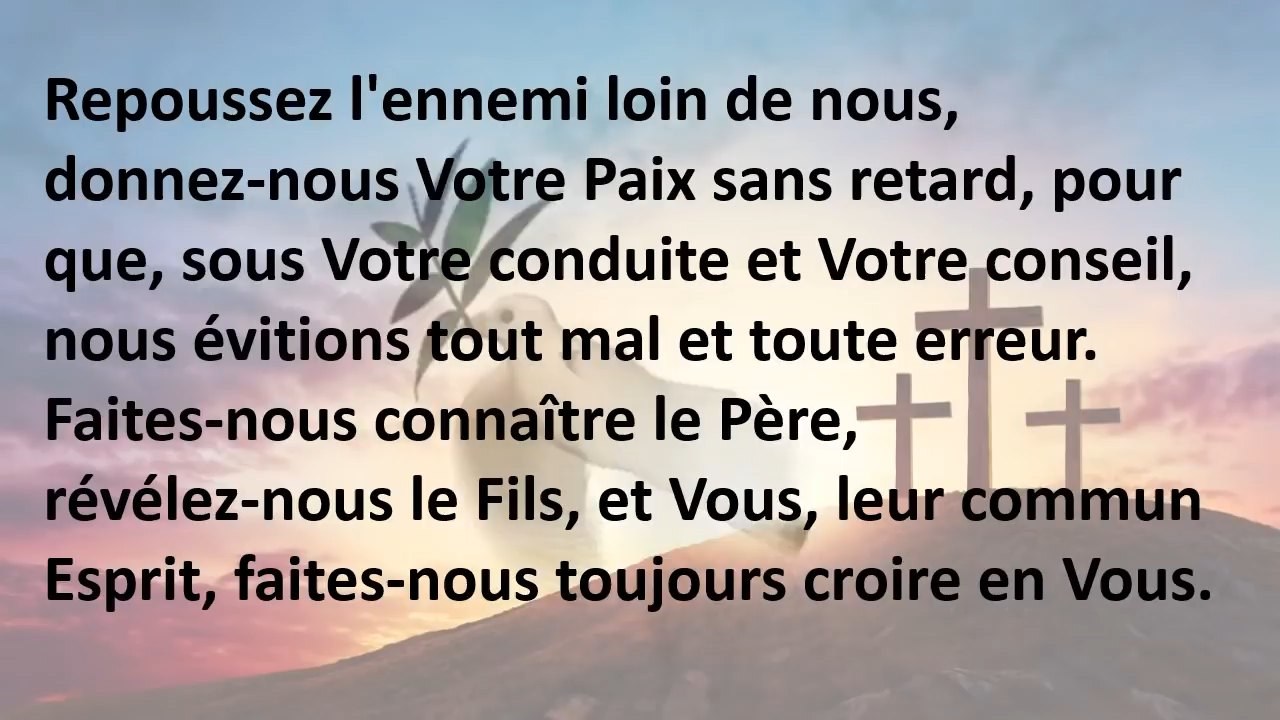 Repoussez l'ennemi loin de nous,
donnez-nous Votre Paix sans retard, pour
que, sous Votre conduite et Votre conseil,
nous évitions tout mal et toute erreur.
Faites-nous connaître le Père,
révélez-nous le Fils, et Vous, leur commun
Esprit, faites-nous toujours croire en Vous.